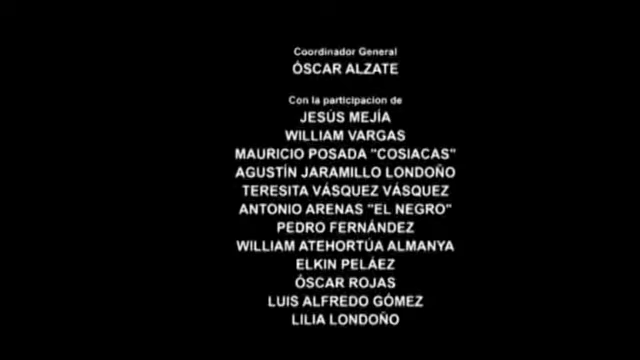 Coordinador General
ÓSCAR ALZATE
Con la participacion de
JESÚS MEJÍA
WILLIAM VARGAS
MAURICIO POSADA "COSIACAS"
AGUSTÍN JARAMILLO LONDOÑO
TERESITA VÁSQUEZ VÁSQUEZ
ANTONIO ARENAS "EL NEGRO"
PEDRO FERNÁNDEZ
WILLIAM ATEHORTÚA ALMANYA
ELKIN PELÁEZ
ÓSCAR ROJAS
LUIS ALFREDO GÓMEZ
LILIA LONDOÑO